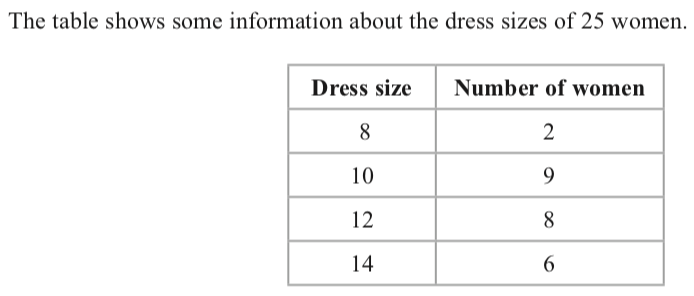 The table shows some information about the dress sizes of 25 women.
Dress size Number of women
8 2
10 9
12 8
14 6